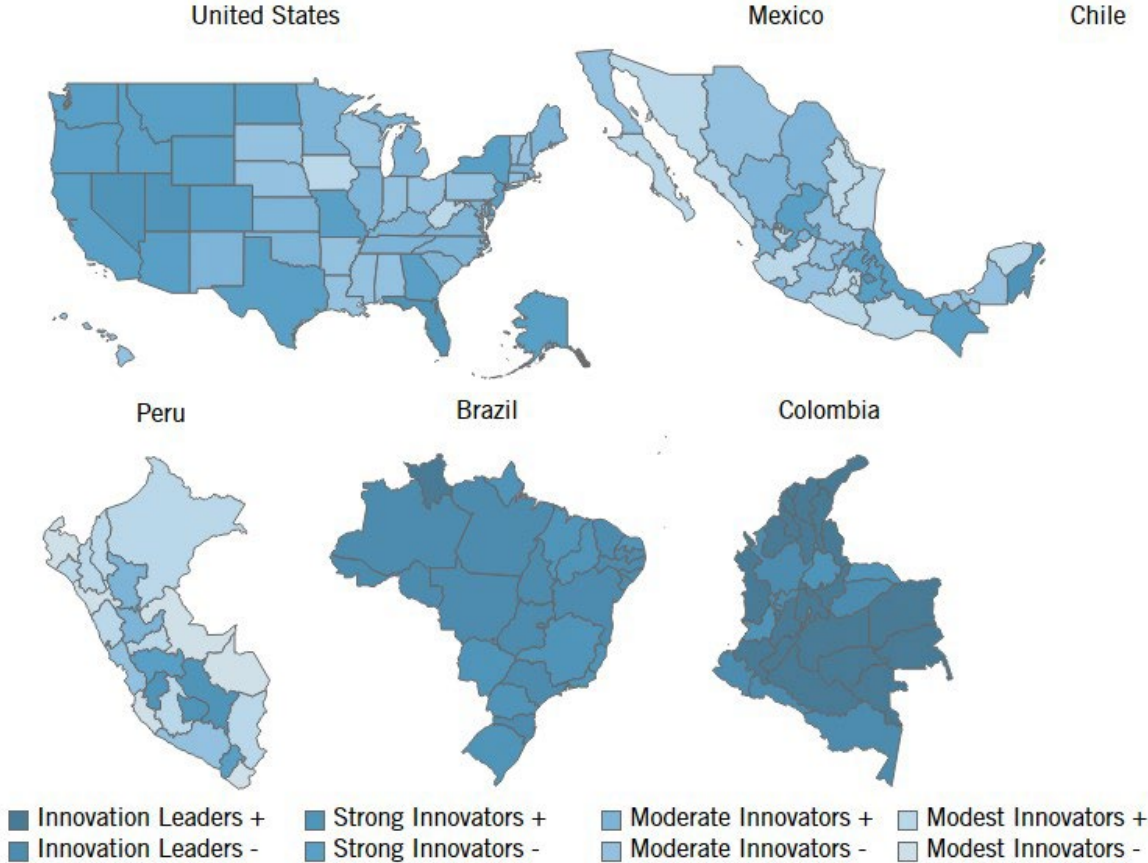 United States
Mexico
Chile
Peru
Brazil
Colombia
Innovation Leaders +
Strong Innovators +
Moderate Innovators +
Modest Innovators +
Innovation Leaders -
Strong Innovators -
Moderate Innovators -
Modest Innovators -